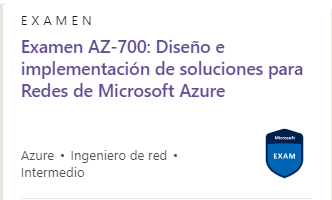 EXAMEN
Examen AZ-700: Diseño e
implementación de soluciones para
Redes de Microsoft Azure
Microsoft
EXAM
Azure • Ingeniero de red •
Intermedio